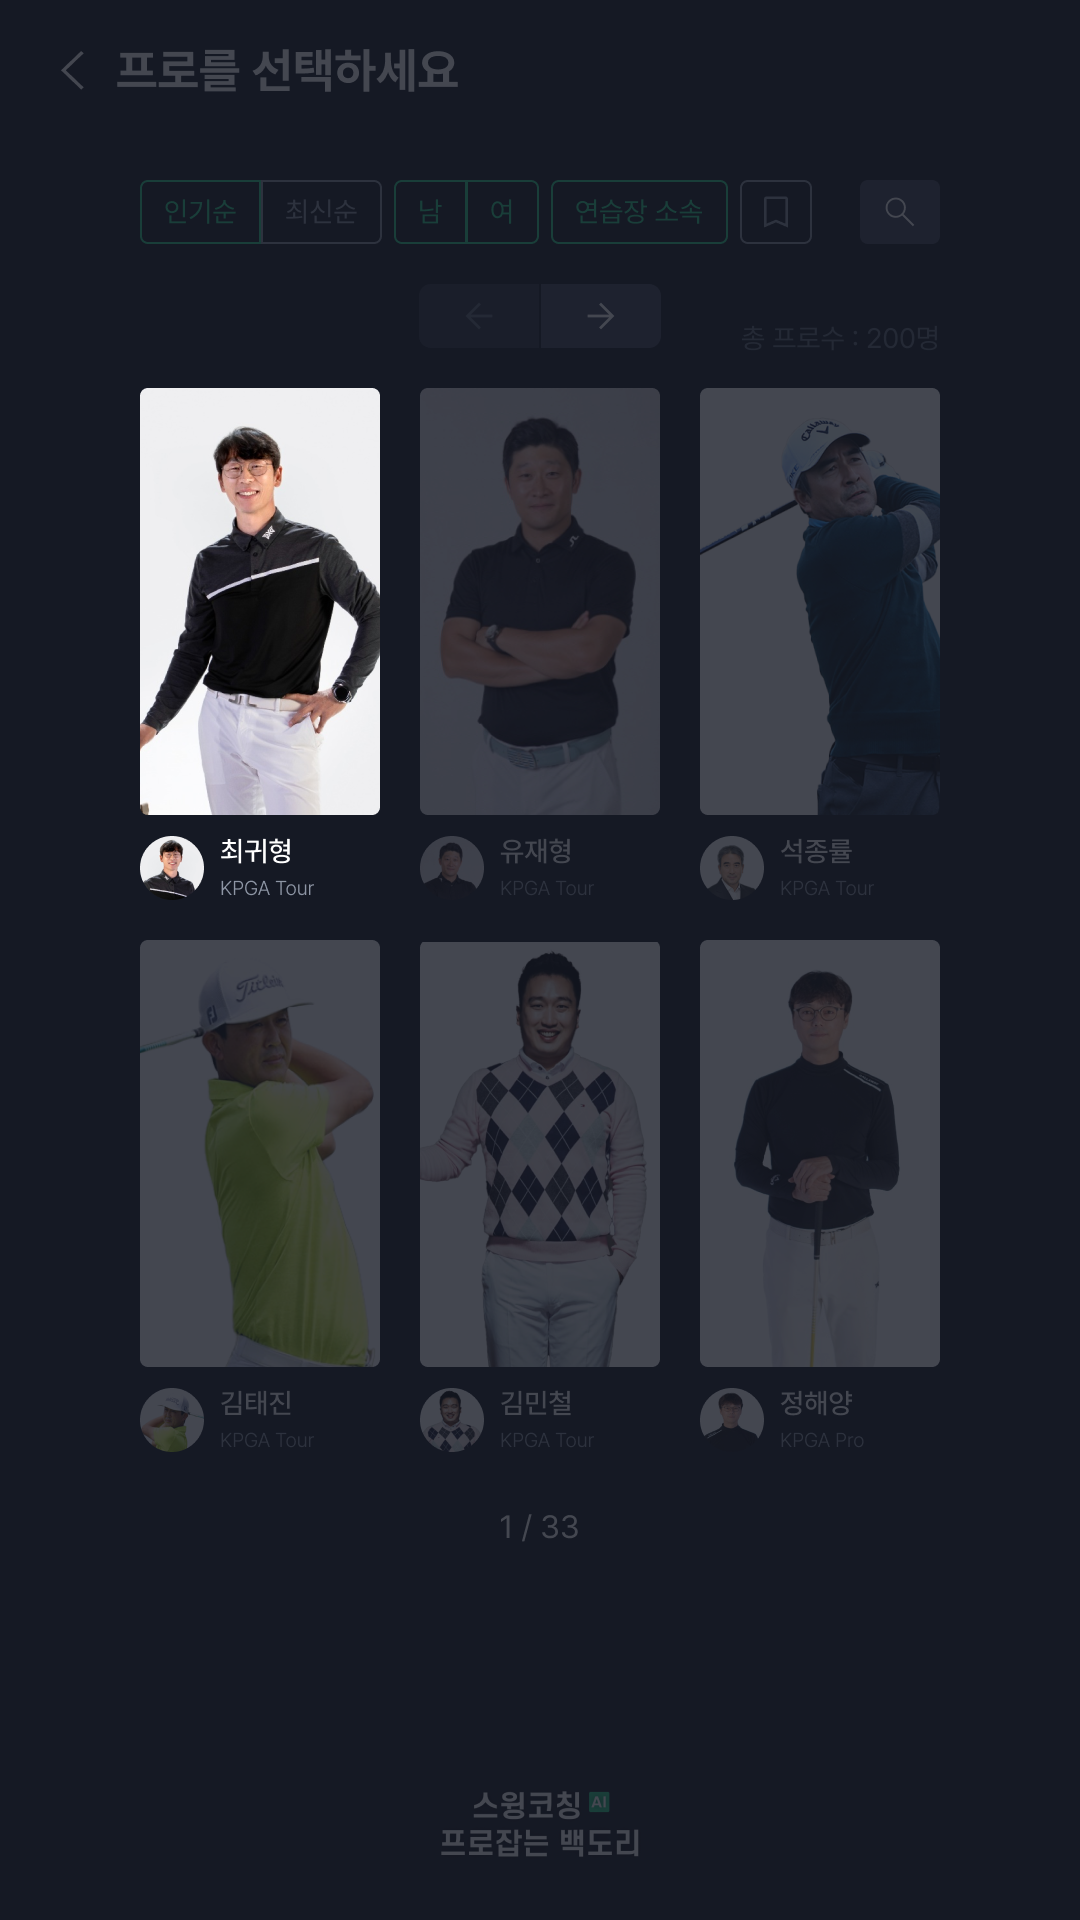 프로를 선택하세요
인기순 최신순 남 여 연습장 소속
총 프로수 : 200명
Callaway
최귀형
KPGA Tour
유재형
KPGA Tour
석종률
KPGA Tour
Titleist
FJ
김태진
KPGA Tour
김민철
KPGA Tour
정해양
KPGA Pro
1 / 33
스윙코칭 AI
프로잡는 백도리